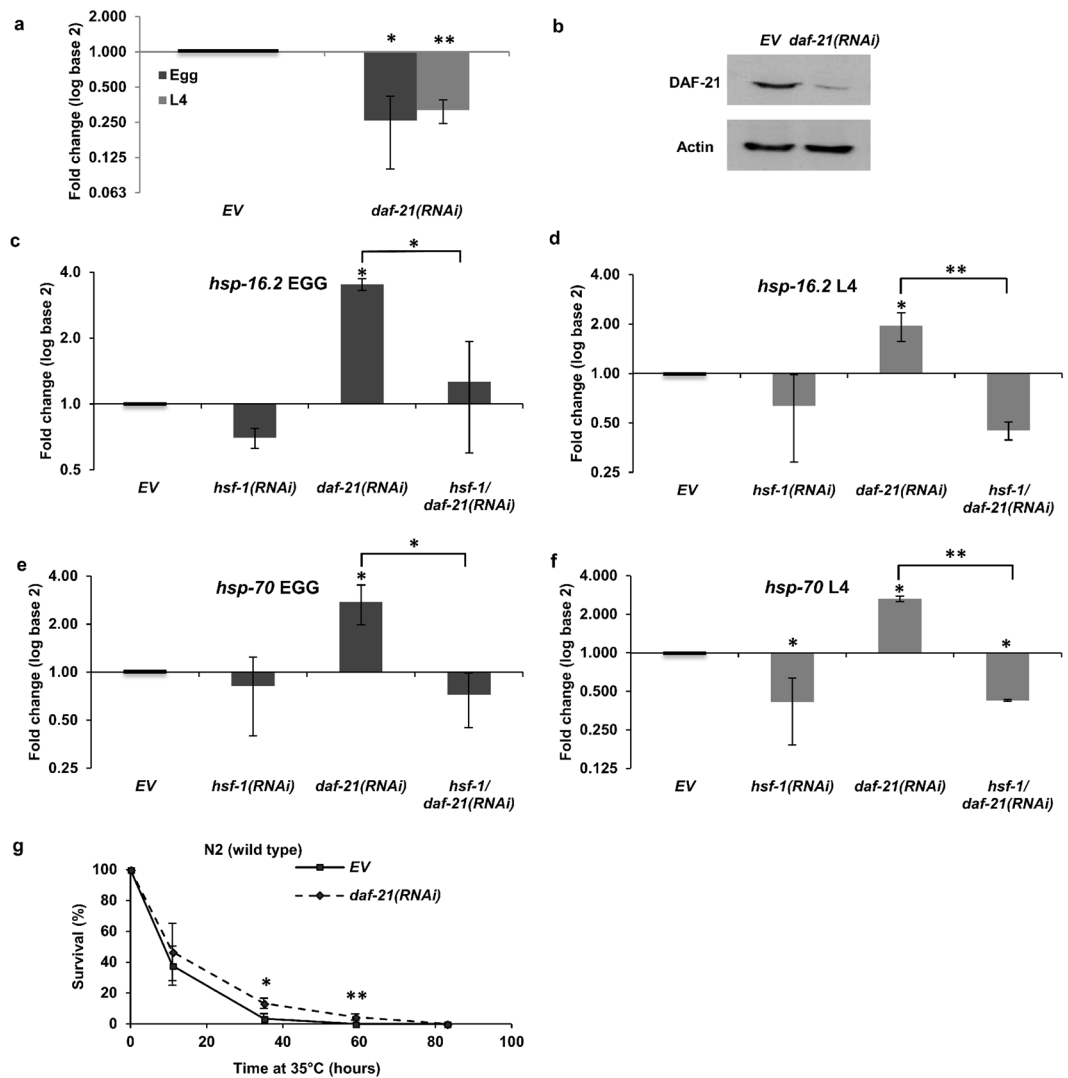 a
Fold change (log base 2)
2.000
1.000
0.500
0.250
0.125
0.063
Egg
L4
*
**
EV
daf-21(RNAi)
b
EV daf-21(RNAi)
DAF-21
Actin
c
Fold change (log base 2)
4.0
2.0
1.0
0.5
hsp-16.2 EGG
*
*
EV
hsf-1(RNAi)
daf-21(RNAi)
hsf-1/
daf-21(RNAi)
d
Fold change (log base 2)
4.00
2.00
1.00
0.50
0.25
hsp-16.2 L4
*
**
EV
hsf-1(RNAi)
daf-21(RNAi)
hsf-1/
daf-21(RNAi)
e
Fold change (log base 2)
4.00
2.00
1.00
0.50
0.25
hsp-70 EGG
*
*
EV
hsf-1(RNAi)
daf-21(RNAi)
hsf-1/
daf-21(RNAi)
f
Fold change (log base 2)
4.000
2.000
1.000
0.500
0.250
0.125
hsp-70 L4
*
*
**
*
EV
hsf-1(RNAi)
daf-21(RNAi)
hsf-1/
daf-21(RNAi)
g
N2 (wild type)
EV
daf-21(RNAi)
Survival (%)
100
80
60
40
20
0
*
**
0
20
40
60
80
100
Time at 35°C (hours)